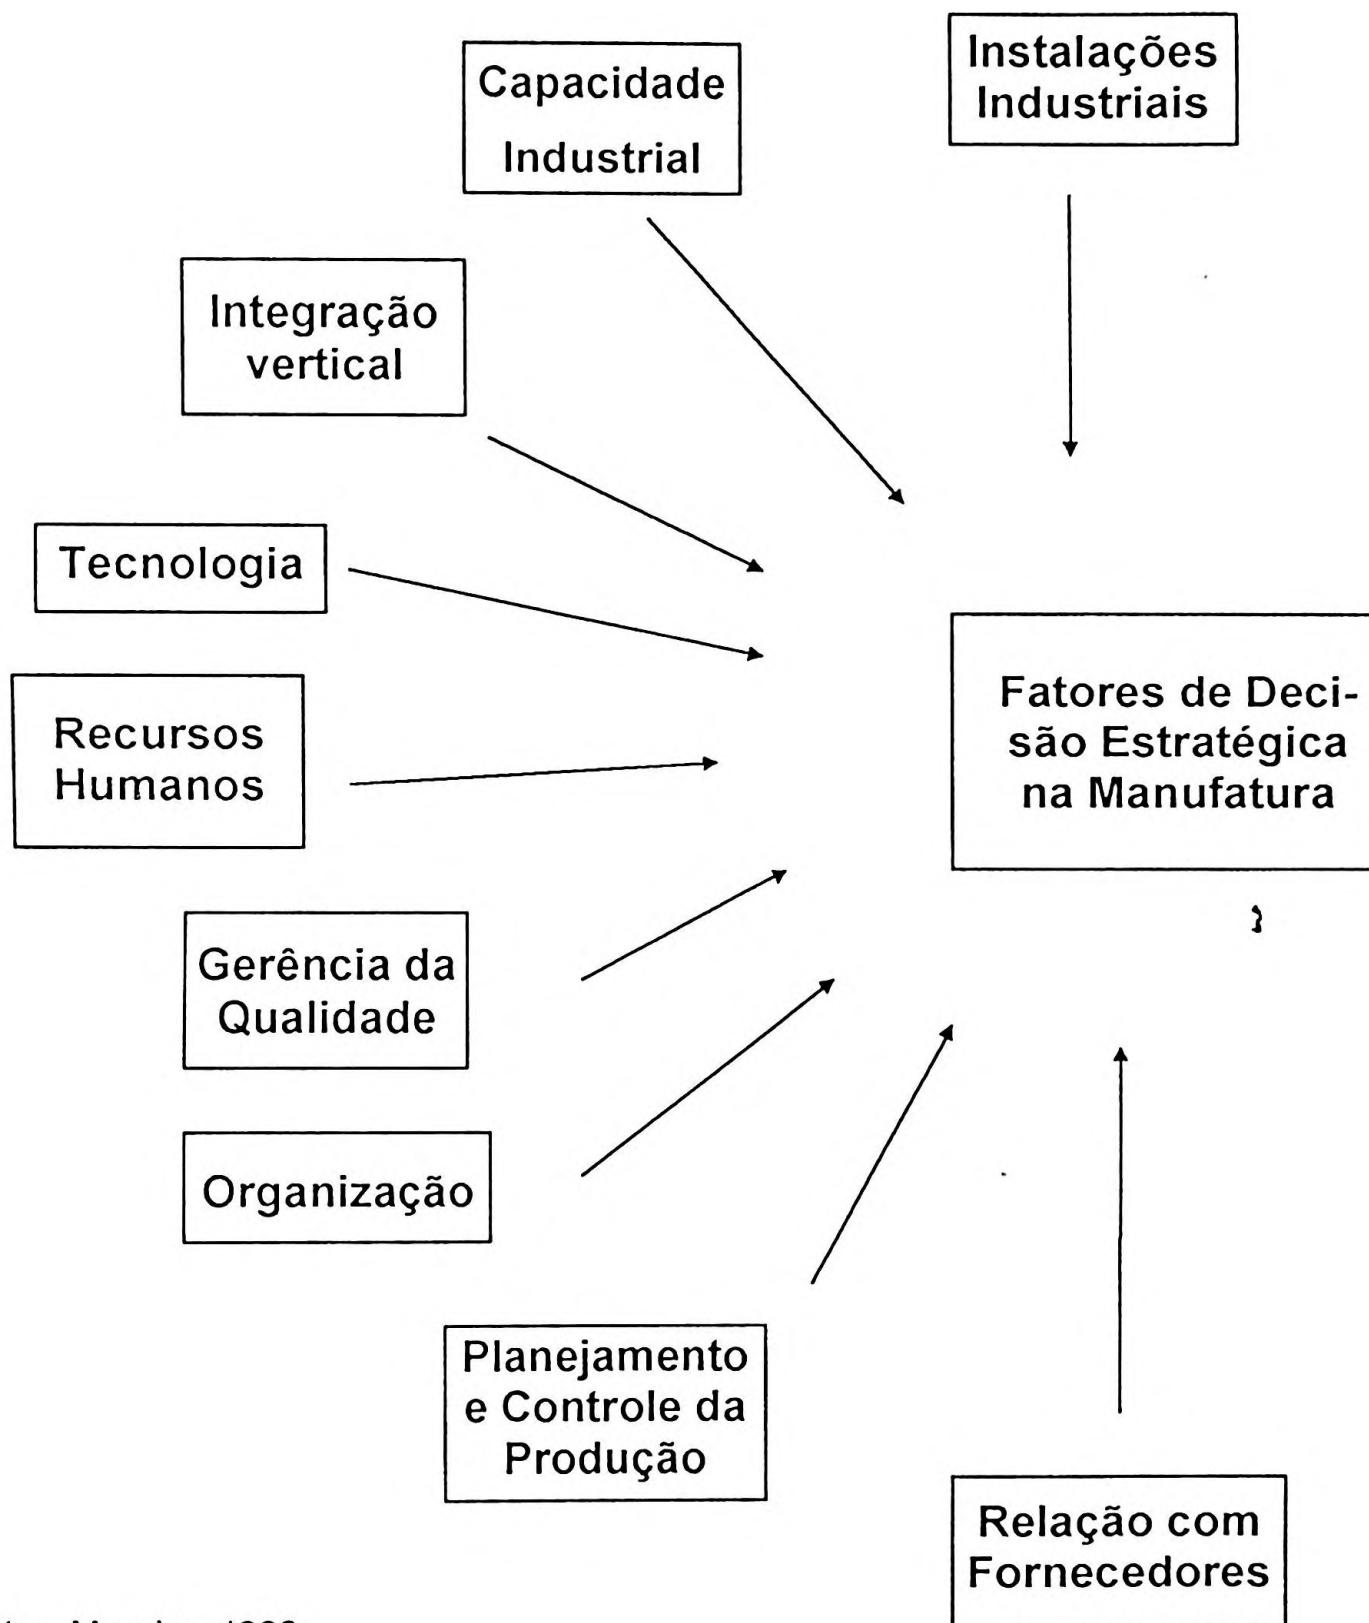 Instalações
Industriais
Capacidade
Industrial
Integração
vertical
Tecnologia
Recursos
Humanos
Fatores de Deci-
são Estratégica
na Manufatura
Gerência da
Qualidade
Organização
Planejamento
e Controle da
Produção
Relação com
Fornecedores